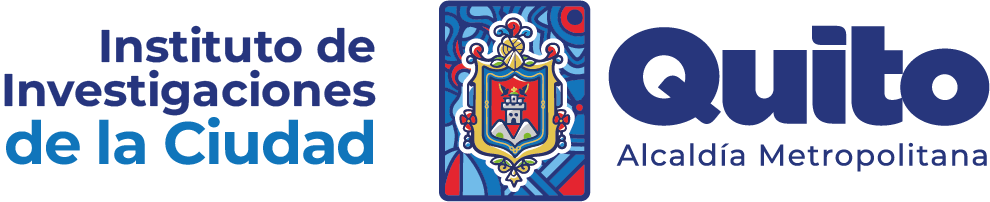 Instituto de
Investigaciones
de la Ciudad
Quito
Alcaldía Metropolitana